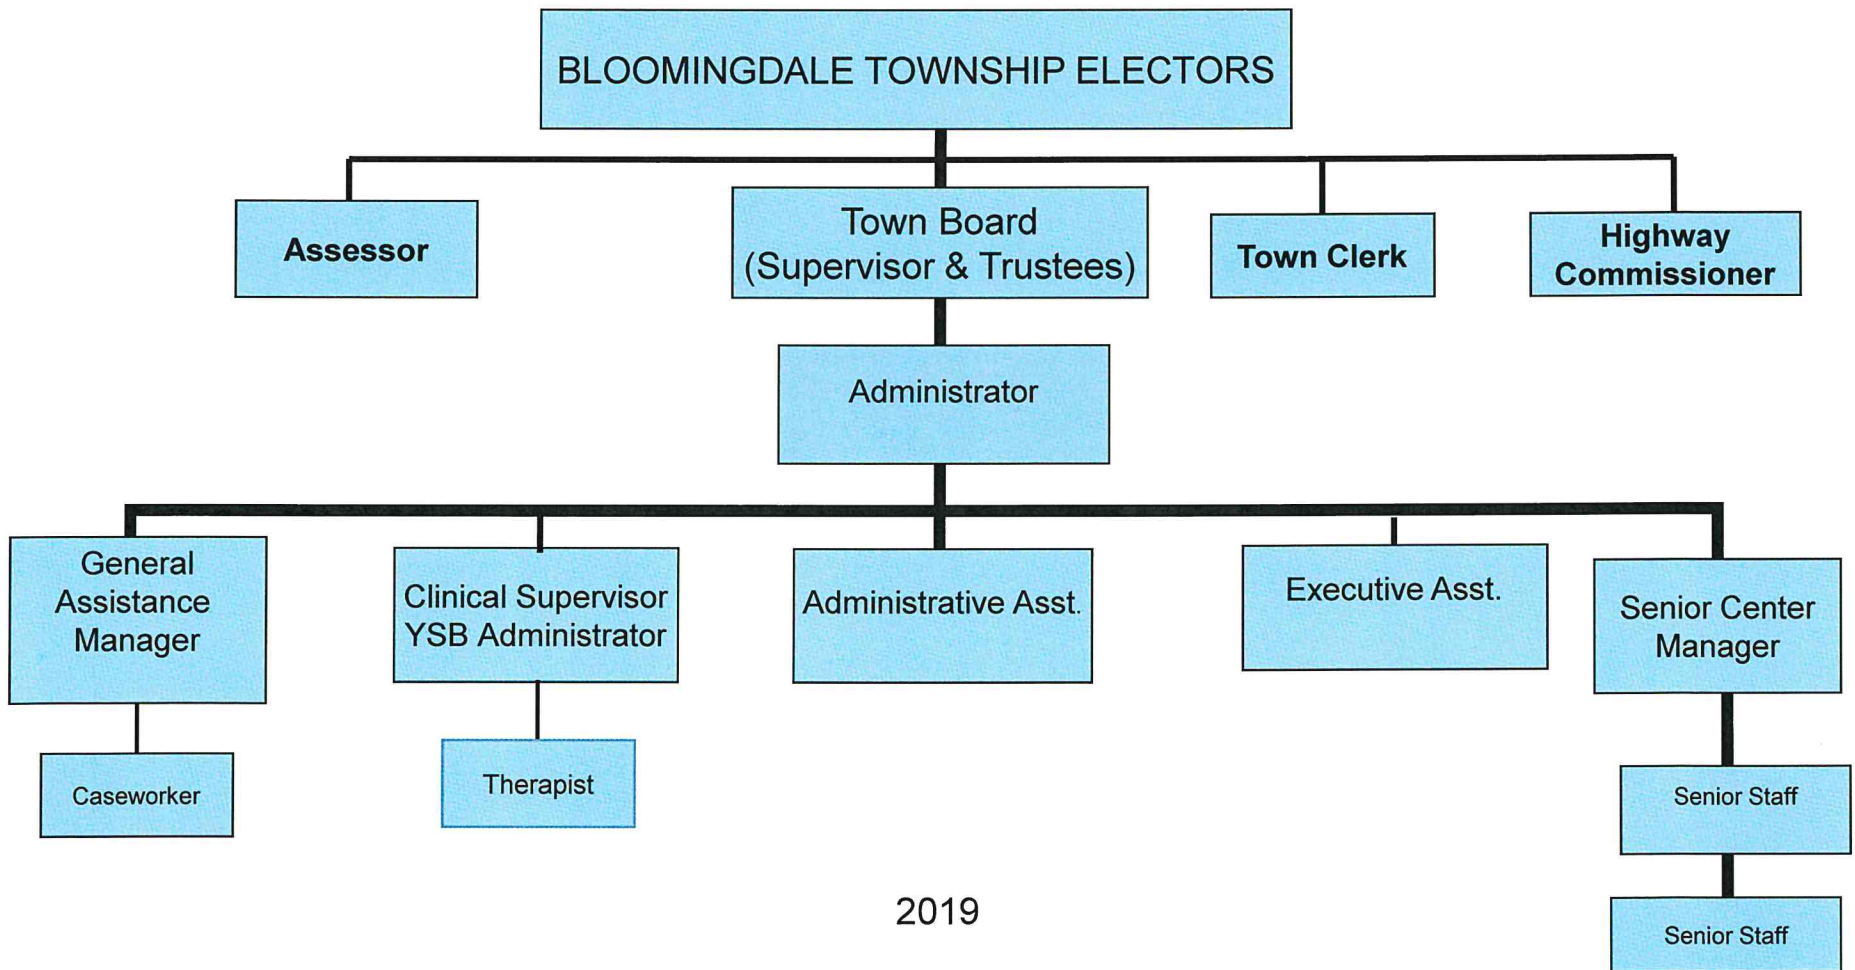 BLOOMINGDALE TOWNSHIP ELECTORS
Assessor
Town Board
(Supervisor & Trustees)
Town Clerk
Highway
Commissioner
Administrator
General
Assistance
Manager
Clinical Supervisor
YSB Administrator
Administrative Asst.
Executive Asst.
Senior Center
Manager
Caseworker
Therapist
Senior Staff
Senior Staff
2019